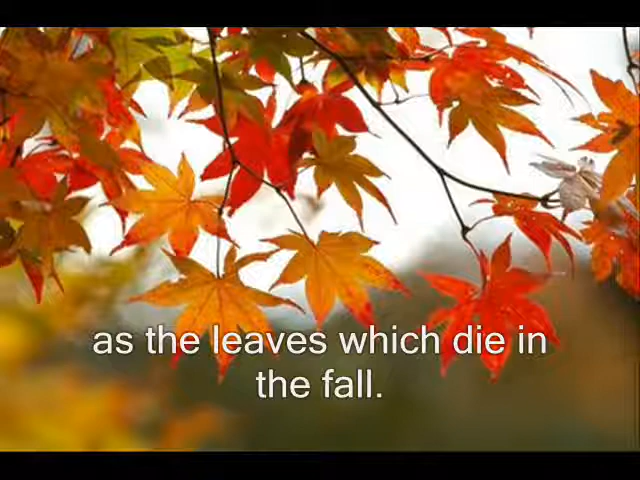 as the leaves which die in
the fall.